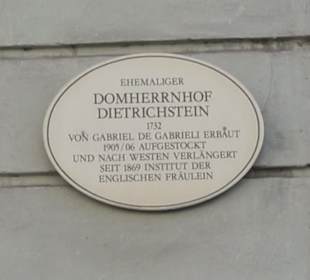 EHEMALIGER
DOMHERRNHOF
DIETRICHSTEIN
1732
VON GABRIEL DE GABRIELI ERBAUT
1905/06 AUFGESTOCKT
UND NACH WESTEN VERLÄNGERT
SEIT 1869 INSTITUT DER
ENGLISCHEN FRÄULEIN